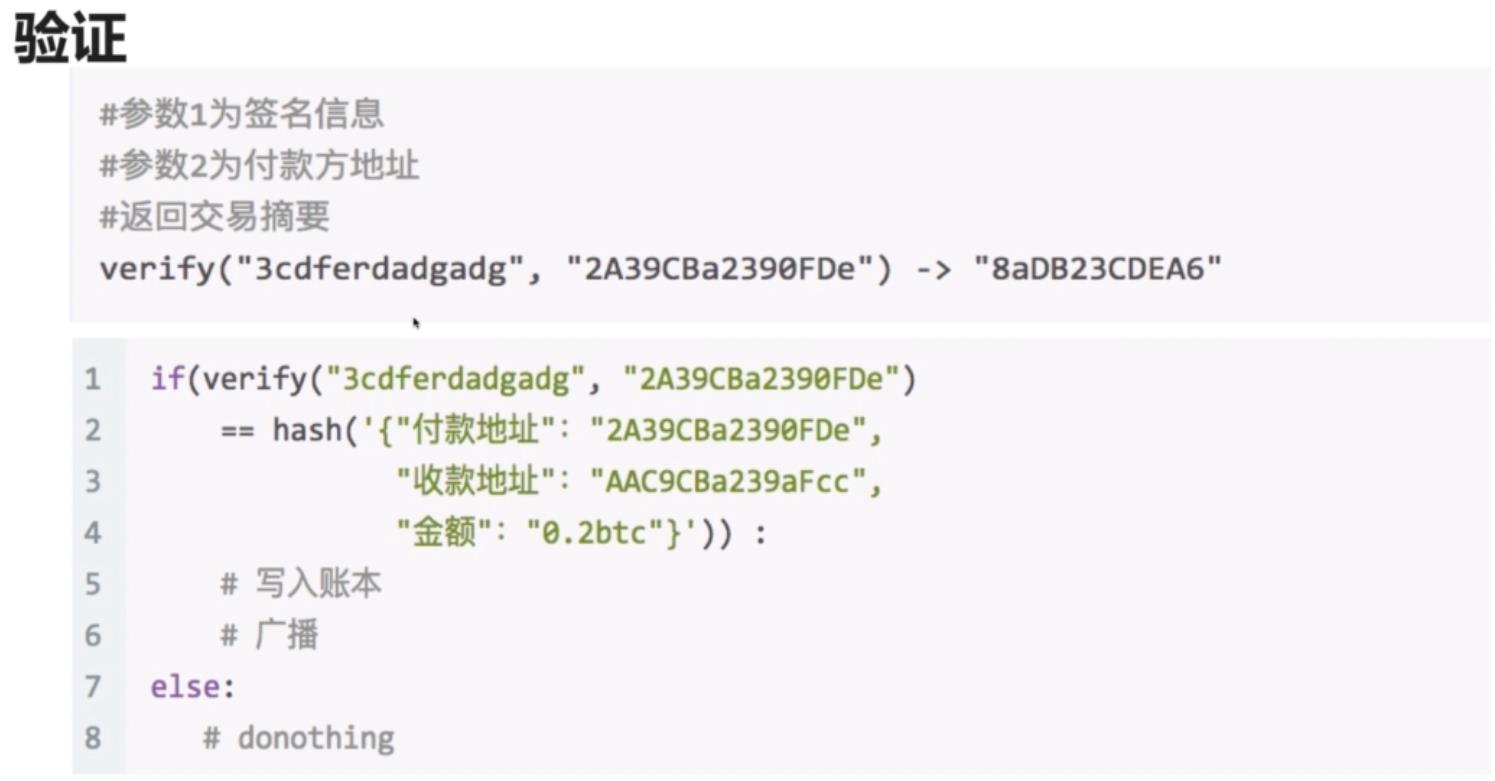 验证
#参数1为签名信息
#参数2为付款方地址
#返回交易摘要
verify("3cdferdadgadg", "2A39CBa2390FDe") -> "8aDB23CDEA6"
1 if(verify("3cdferdadgadg", "2A39CBa2390FDe")
2 == hash('{"付款地址": "2A39CBa2390FDe",
3 "收款地址": "AAC9CBa239aFcc",
4 "金额": "0.2btc"}')) :
5 # 写入账本
6 # 广播
7 else:
8 # donothing